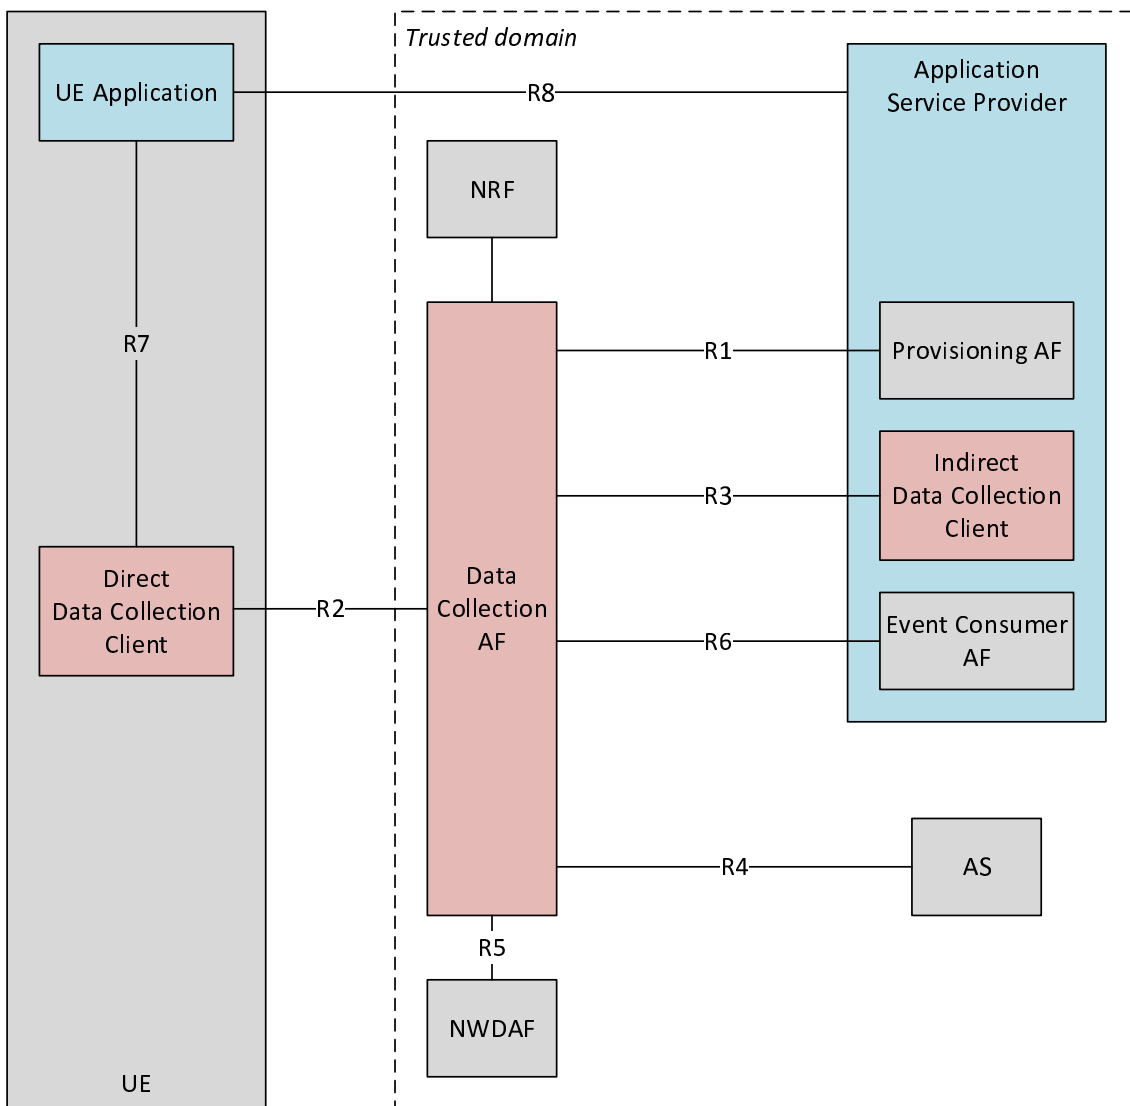 Trusted domain
UE Application
R8
Application
Service Provider
NRF
R7
R1
Provisioning AF
Indirect
Data Collection
Client
R3
Direct
Data Collection
Client
R2
Data
Collection
AF
R6
Event Consumer
AF
R4
AS
R5
NWDAF
UE